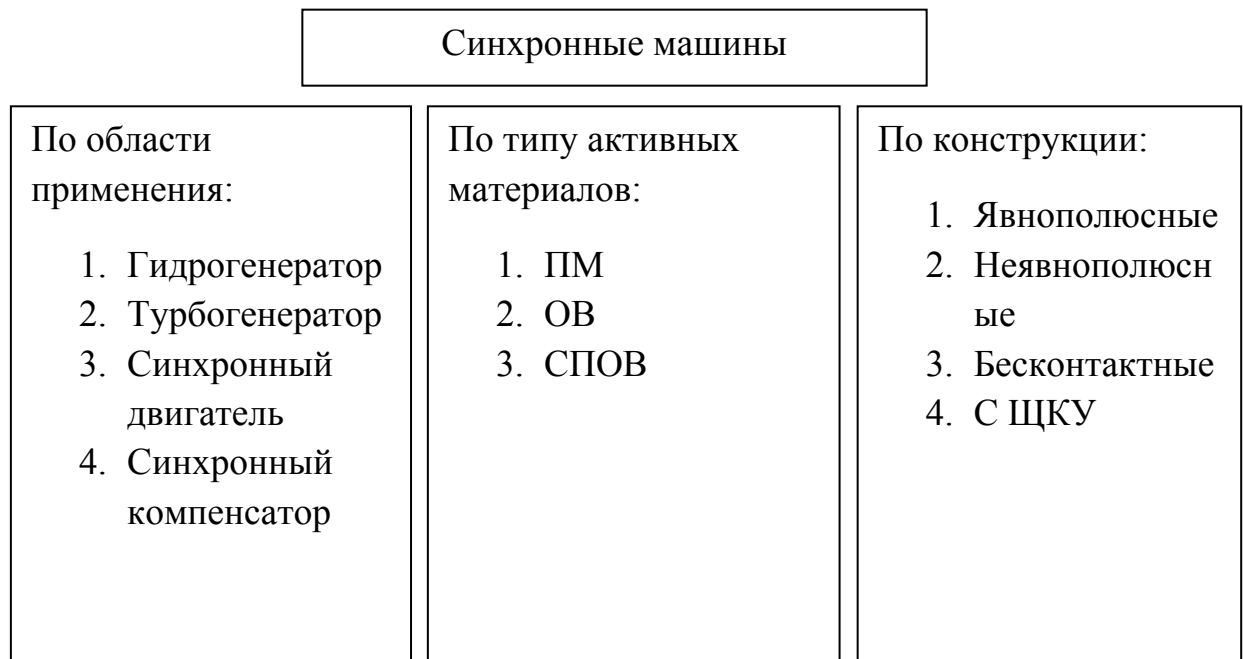 Синхронные машины
По области
применения:
1. Гидрогенератор
2. Турбогенератор
3. Синхронный
двигатель
4. Синхронный
компенсатор
По типу активных
материалов:
1. ПМ
2. ОВ
3. СПОВ
По конструкции:
1. Явнополюсные
2. Неявнополюсн
ые
3. Бесконтактные
4. С ЩКУ